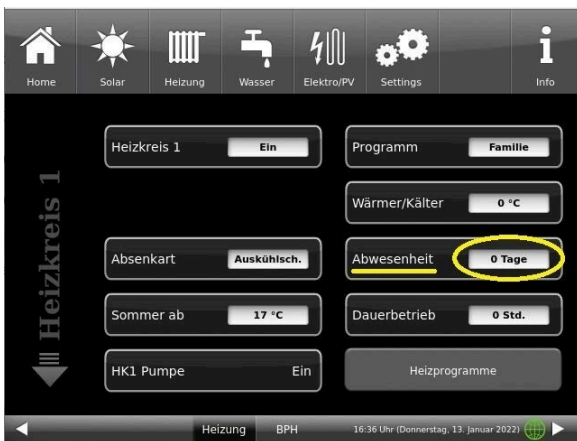 Home Solar Heizung Wasser Elektro/PV Settings Info
Heizkreis 1
Heizkreis 1 Ein Programm Familie
Wärmer/Kälter 0 °C
Absenkart Auskühlsch. Abwesenheit 0 Tage
Sommer ab 17 °C Dauerbetrieb 0 Std.
HK1 Pumpe Ein Heizprogramme
Heizung BPH 16:36 Uhr (Donnerstag, 13. Januar 2022)